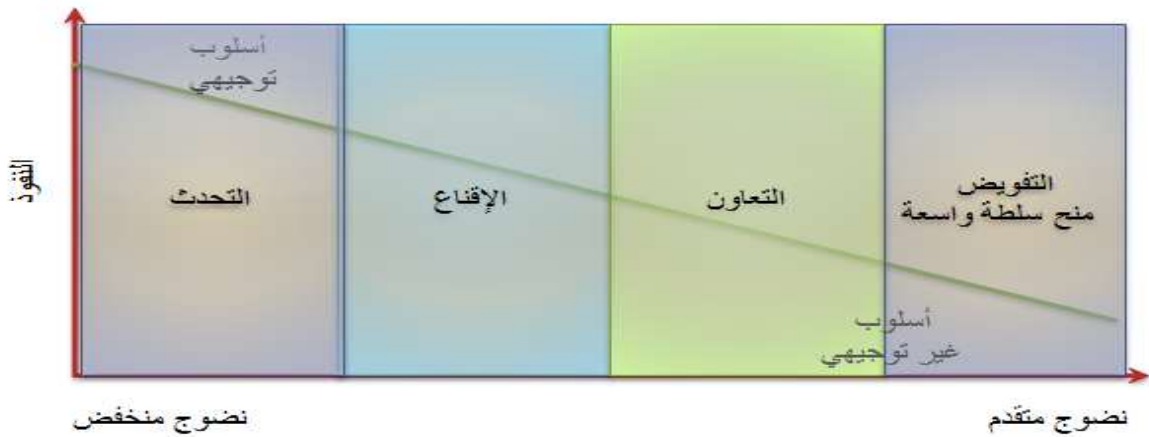 أسلوب
توجيهي
النفوذ
التحدث
الإقناع
التعاون
التفويض
منح سلطة واسعة
أسلوب
غير توجيهي
نضوج منخفض
نضوج متقدم